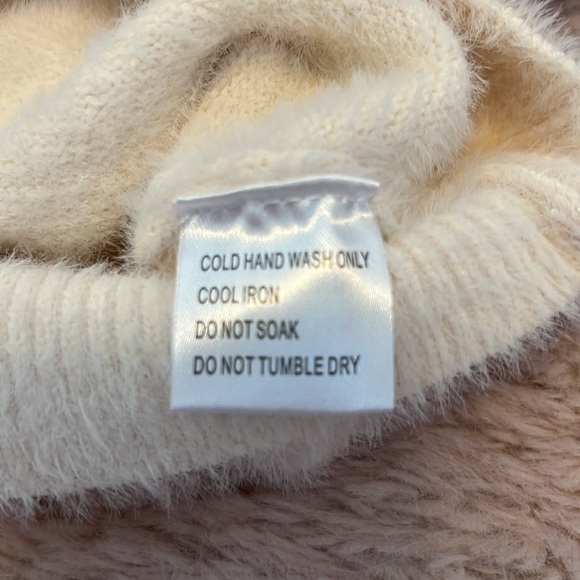 COLD HAND WASH ONLY
COOL IRON
DO NOT SOAK
DO NOT TUMBLE DRY